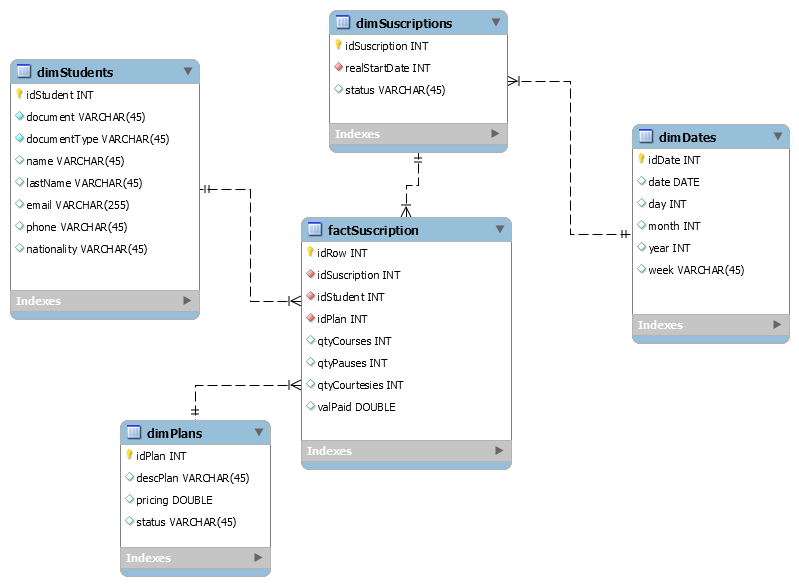 dimSuscriptions
idSuscription INT
realStartDate INT
status VARCHAR(45)
Indexes
dimStudents
idStudent INT
document VARCHAR(45)
documentType VARCHAR(45)
name VARCHAR(45)
lastName VARCHAR(45)
email VARCHAR(255)
phone VARCHAR(45)
nationality VARCHAR(45)
Indexes
dimDates
idDate INT
date DATE
day INT
month INT
year INT
week VARCHAR(45)
Indexes
factSuscription
idRow INT
idSuscription INT
idStudent INT
idPlan INT
qtyCourses INT
qtyPauses INT
qtyCourtesies INT
valPaid DOUBLE
Indexes
dimPlans
idPlan INT
descPlan VARCHAR(45)
pricing DOUBLE
status VARCHAR(45)
Indexes